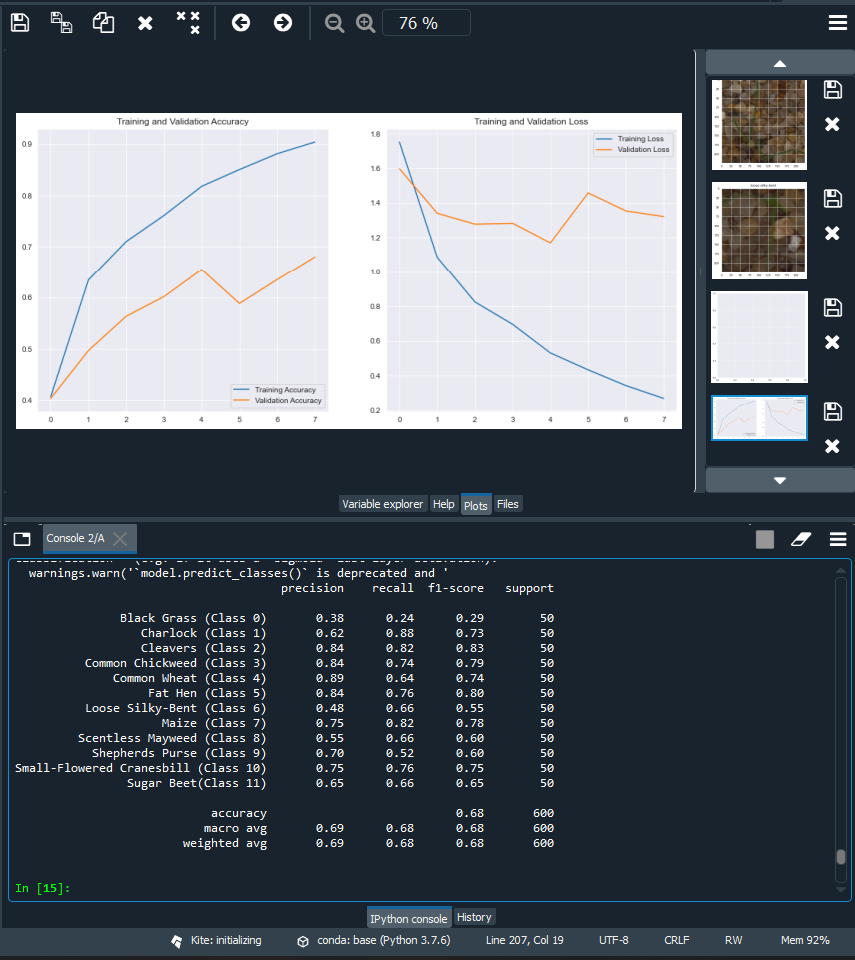 76 %
Training and Validation Accuracy
0.9
0.8
0.7
0.6
0.5
0.4
0 1 2 3 4 5 6 7
Training Accuracy
Validation Accuracy
Training and Validation Loss
1.8
1.6
1.4
1.2
1.0
0.8
0.6
0.4
0.2
0 1 2 3 4 5 6 7
Training Loss
Validation Loss
loose silky-bent
Variable explorer Help Plots Files
Console 2/A
warnings.warn('`model.predict_classes()` is deprecated and '
precision recall f1-score support
Black Grass (Class 0) 0.38 0.24 0.29 50
Charlock (Class 1) 0.62 0.88 0.73 50
Cleavers (Class 2) 0.84 0.82 0.83 50
Common Chickweed (Class 3) 0.84 0.74 0.79 50
Common Wheat (Class 4) 0.89 0.64 0.74 50
Fat Hen (Class 5) 0.84 0.76 0.80 50
Loose Silky-Bent (Class 6) 0.48 0.66 0.55 50
Maize (Class 7) 0.75 0.82 0.78 50
Scentless Mayweed (Class 8) 0.55 0.66 0.60 50
Shepherds Purse (Class 9) 0.70 0.52 0.60 50
Small-Flowered Cranesbill (Class 10) 0.75 0.76 0.75 50
Sugar Beet(Class 11) 0.65 0.66 0.65 50
accuracy 0.68 600
macro avg 0.69 0.68 0.68 600
weighted avg 0.69 0.68 0.68 600
In [15]:
IPython console History
Kite: initializing conda: base (Python 3.7.6) Line 207, Col 19 UTF-8 CRLF RW Mem 92%